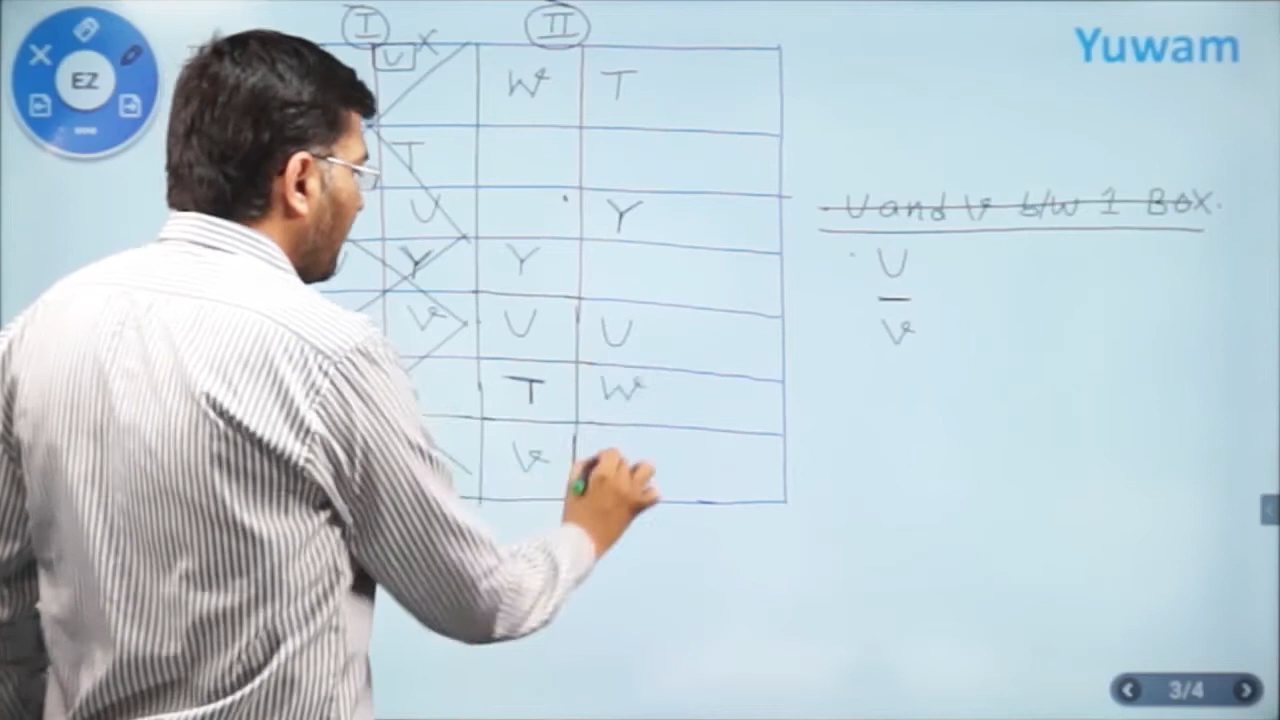 I II
EZ
Yuwam
U X
W T
T
U Y
· U and V b/w 1 BOX.
Y Y
U
V U U
V
T W
V
3/4